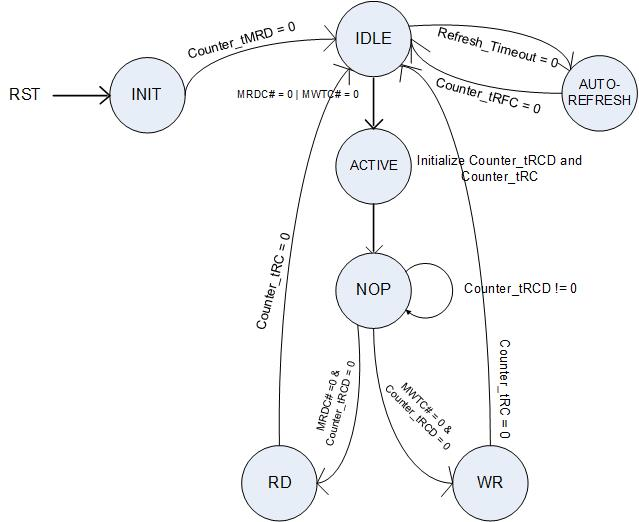 Counter_tMRD = 0
IDLE
Refresh_Timeout = 0
RST
INIT
MRDC# = 0 | MWTC# = 0
Counter_tRFC = 0
AUTO-
REFRESH
ACTIVE
Initialize Counter_tRCD and
Counter_tRC
Counter_tRC = 0
NOP
Counter_tRCD != 0
MRDC# =0 &
Counter_tRCD = 0
MWTC# = 0 &
Counter_tRCD = 0
Counter_tRC = 0
RD
WR